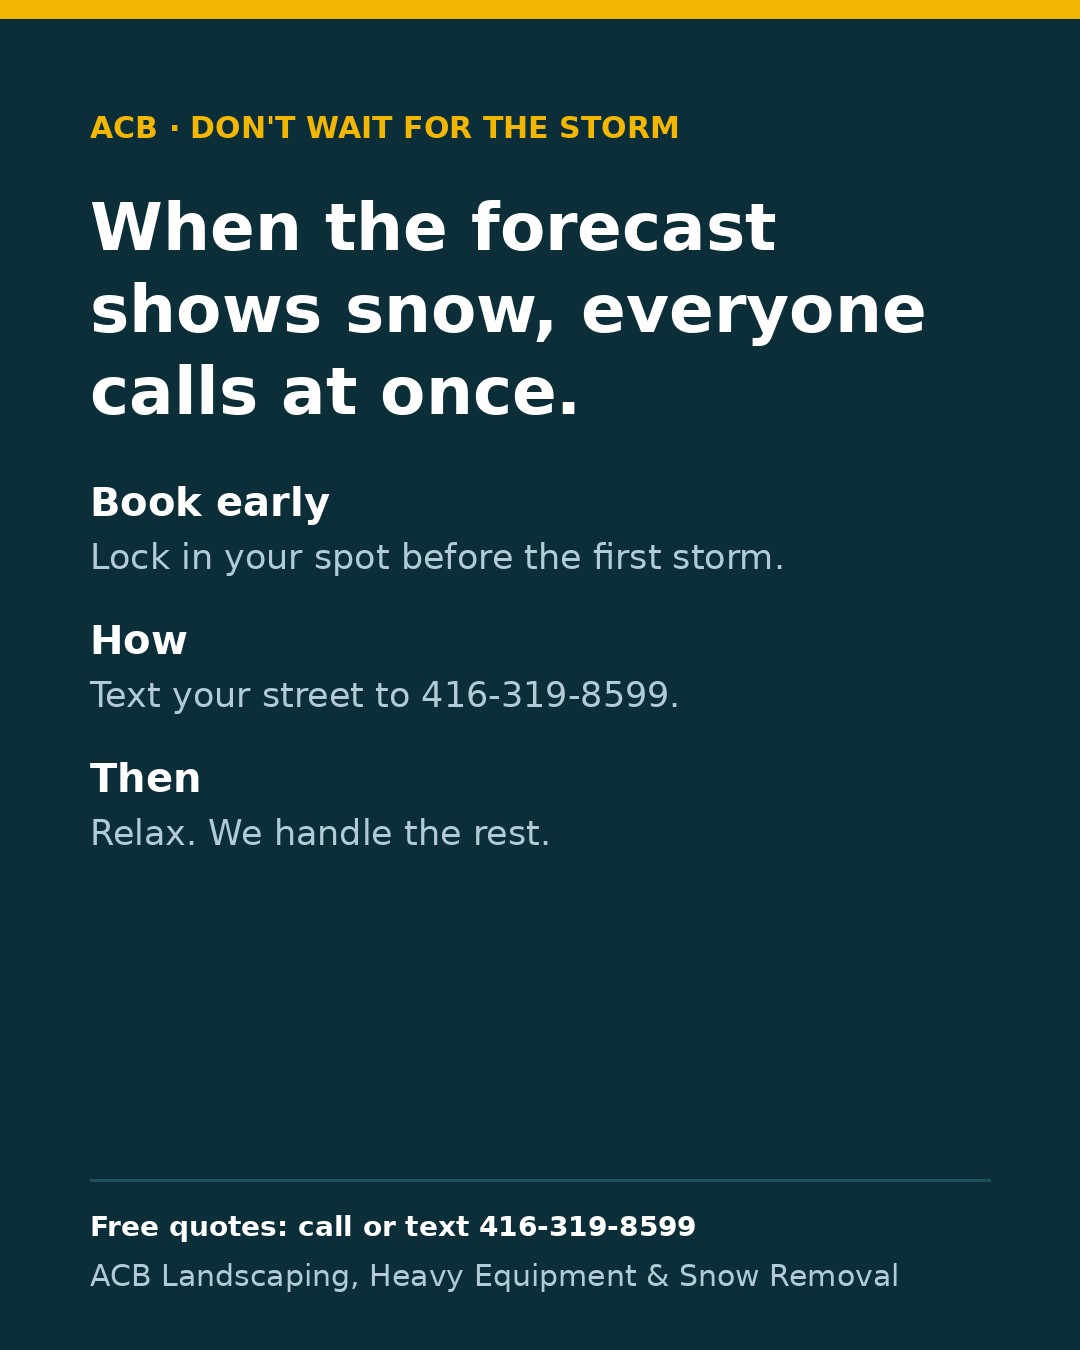 ACB · DON'T WAIT FOR THE STORM
When the forecast
shows snow, everyone
calls at once.
Book early
Lock in your spot before the first storm.
How
Text your street to 416-319-8599.
Then
Relax. We handle the rest.
Free quotes: call or text 416-319-8599
ACB Landscaping, Heavy Equipment & Snow Removal